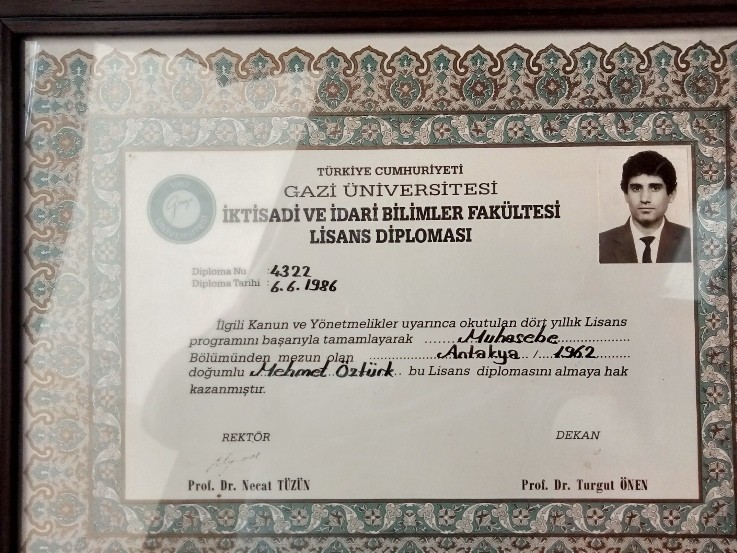 TÜRKİYE CUMHURİYETİ
GAZİ ÜNİVERSİTESİ
İKTİSADİ VE İDARİ BİLİMLER FAKÜLTESİ
LİSANS DİPLOMASI
Diploma Nu : 4322
Diploma Tarihi : 6.6.1986
İlgili Kanun ve Yönetmelikler uyarınca okutulan dört yıllık Lisans
programını başarıyla tamamlayarak ........Muhasebe..................
Bölümünden mezun olan ..................Antakya.. / ...1962..........
doğumlu ..Mehmet Öztürk.. bu Lisans diplomasını almaya hak
kazanmıştır.
REKTÖR DEKAN
Prof. Dr. Necat TÜZÜN Prof. Dr. Turgut ÖNEN